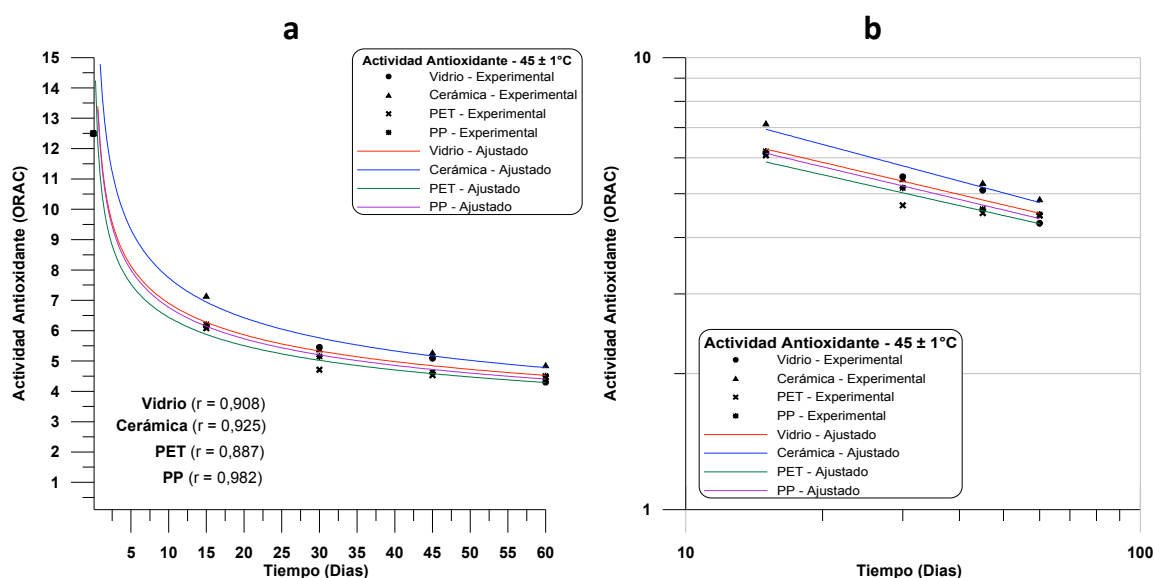 a
Actividad Antioxidante (ORAC)
15
14
13
12
11
10
9
8
7
6
5
4
3
2
1
Actividad Antioxidante - 45 ± 1°C
Vidrio - Experimental
Cerámica - Experimental
PET - Experimental
PP - Experimental
Vidrio - Ajustado
Cerámica - Ajustado
PET - Ajustado
PP - Ajustado
Vidrio (r = 0,908)
Cerámica (r = 0,925)
PET (r = 0,887)
PP (r = 0,982)
5 10 15 20 25 30 35 40 45 50 55 60
Tiempo (Dias)
b
Actividad Antioxidante (ORAC)
10
1
Actividad Antioxidante - 45 ± 1°C
Vidrio - Experimental
Cerámica - Experimental
PET - Experimental
PP - Experimental
Vidrio - Ajustado
Cerámica - Ajustado
PET - Ajustado
PP - Ajustado
10 100
Tiempo (Dias)